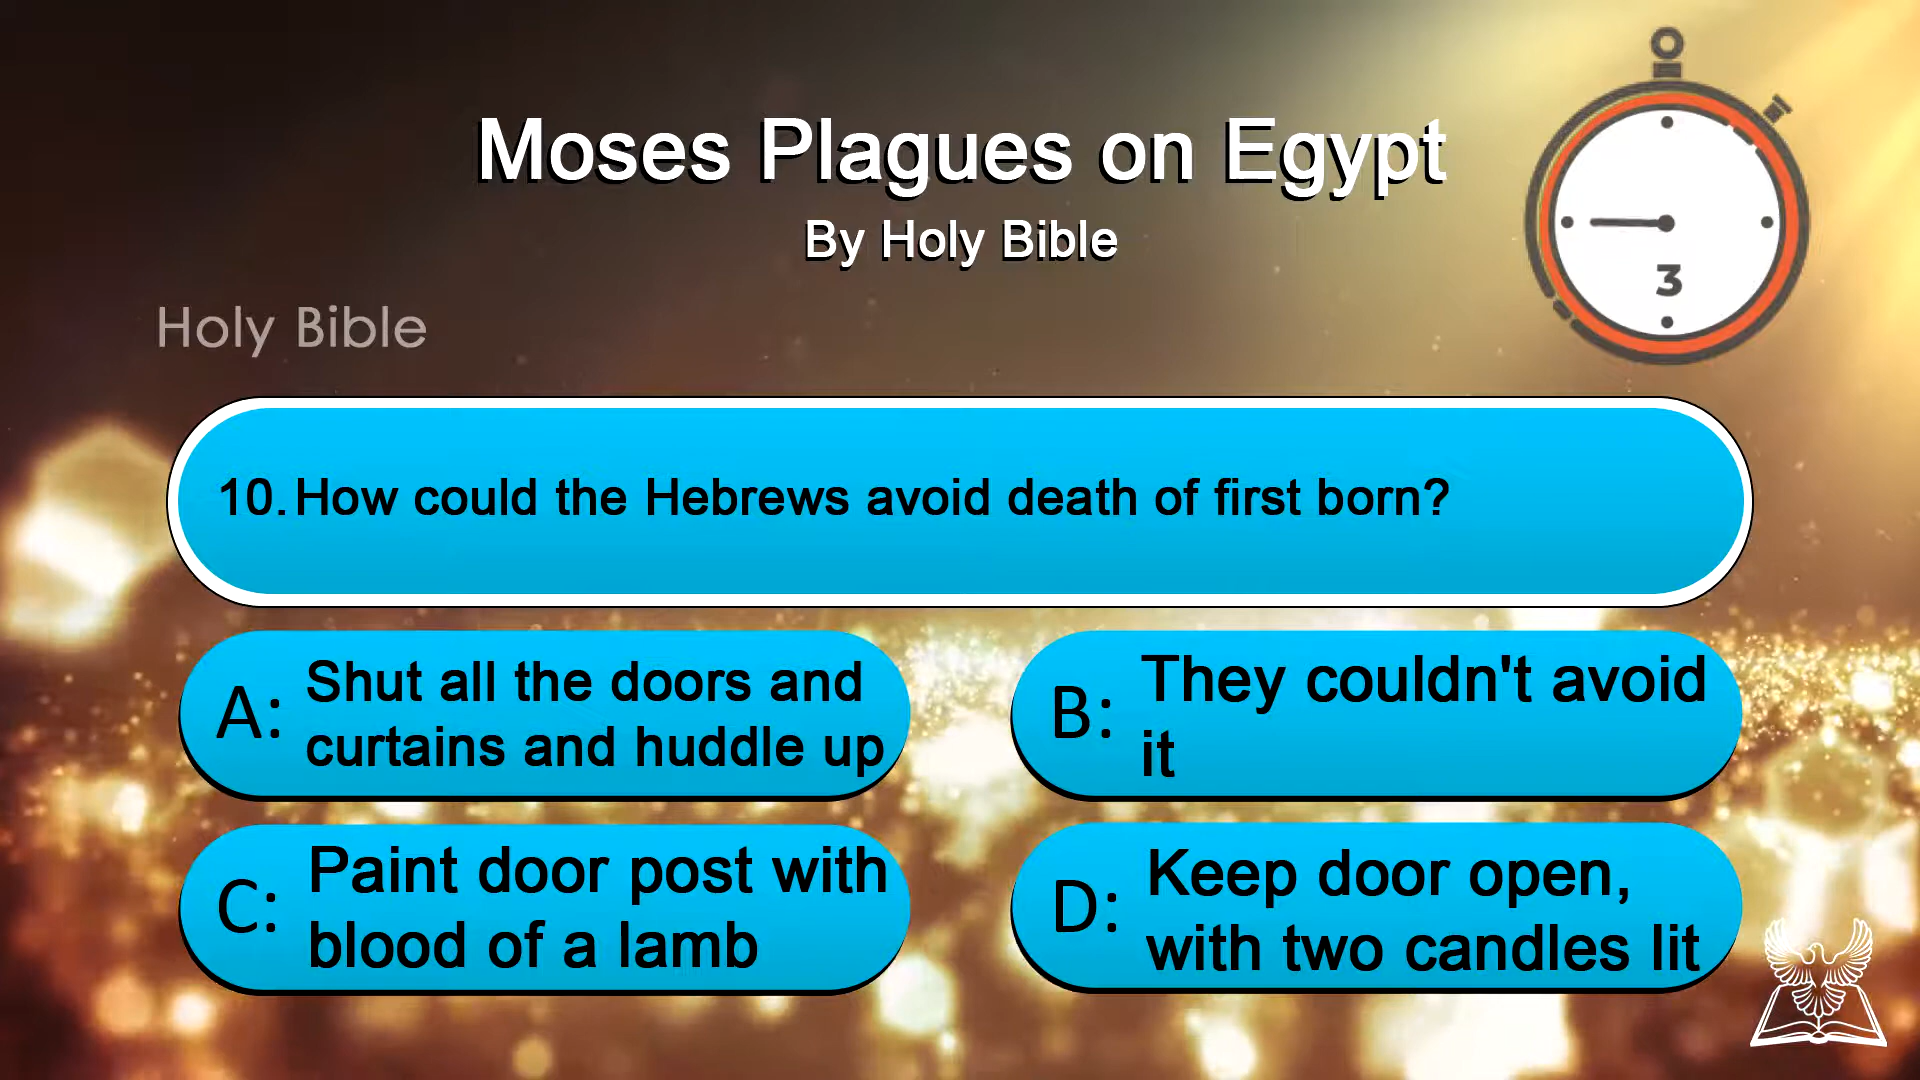 Moses Plagues on Egypt
By Holy Bible
3
Holy Bible
10. How could the Hebrews avoid death of first born?
A: Shut all the doors and
curtains and huddle up
B: They couldn't avoid
it
C: Paint door post with
blood of a lamb
D: Keep door open,
with two candles lit